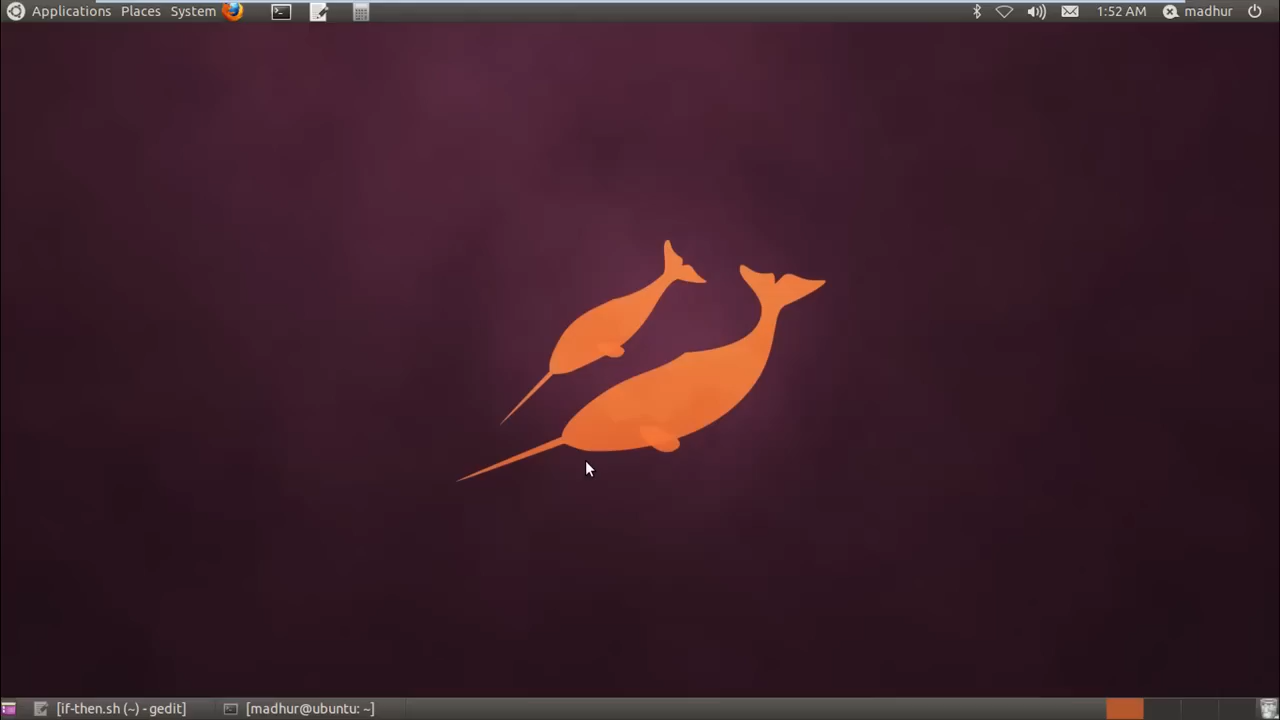 Applications Places System 1:52 AM madhur
[if-then.sh (~) - gedit] [madhur@ubuntu: ~]